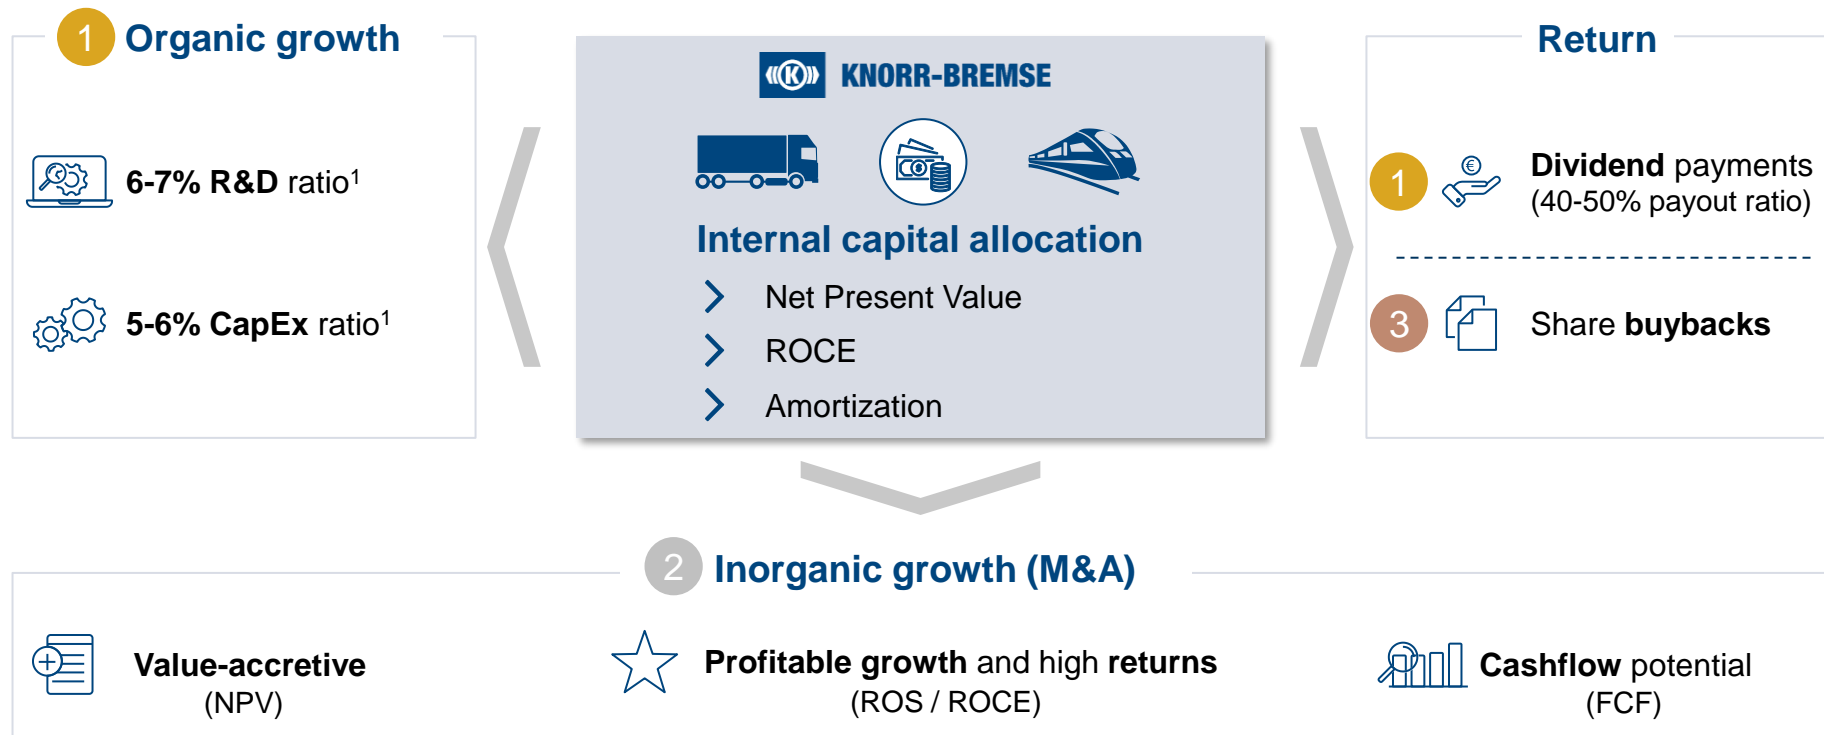 1 Organic growth
6-7% R&D ratio¹
5-6% CapEx ratio¹
K KNORR-BREMSE
Internal capital allocation
Net Present Value
ROCE
Amortization
Return
1 € Dividend payments
(40-50% payout ratio)
3 Share buybacks
2 Inorganic growth (M&A)
Value-accretive
(NPV)
Profitable growth and high returns
(ROS / ROCE)
Cashflow potential
(FCF)